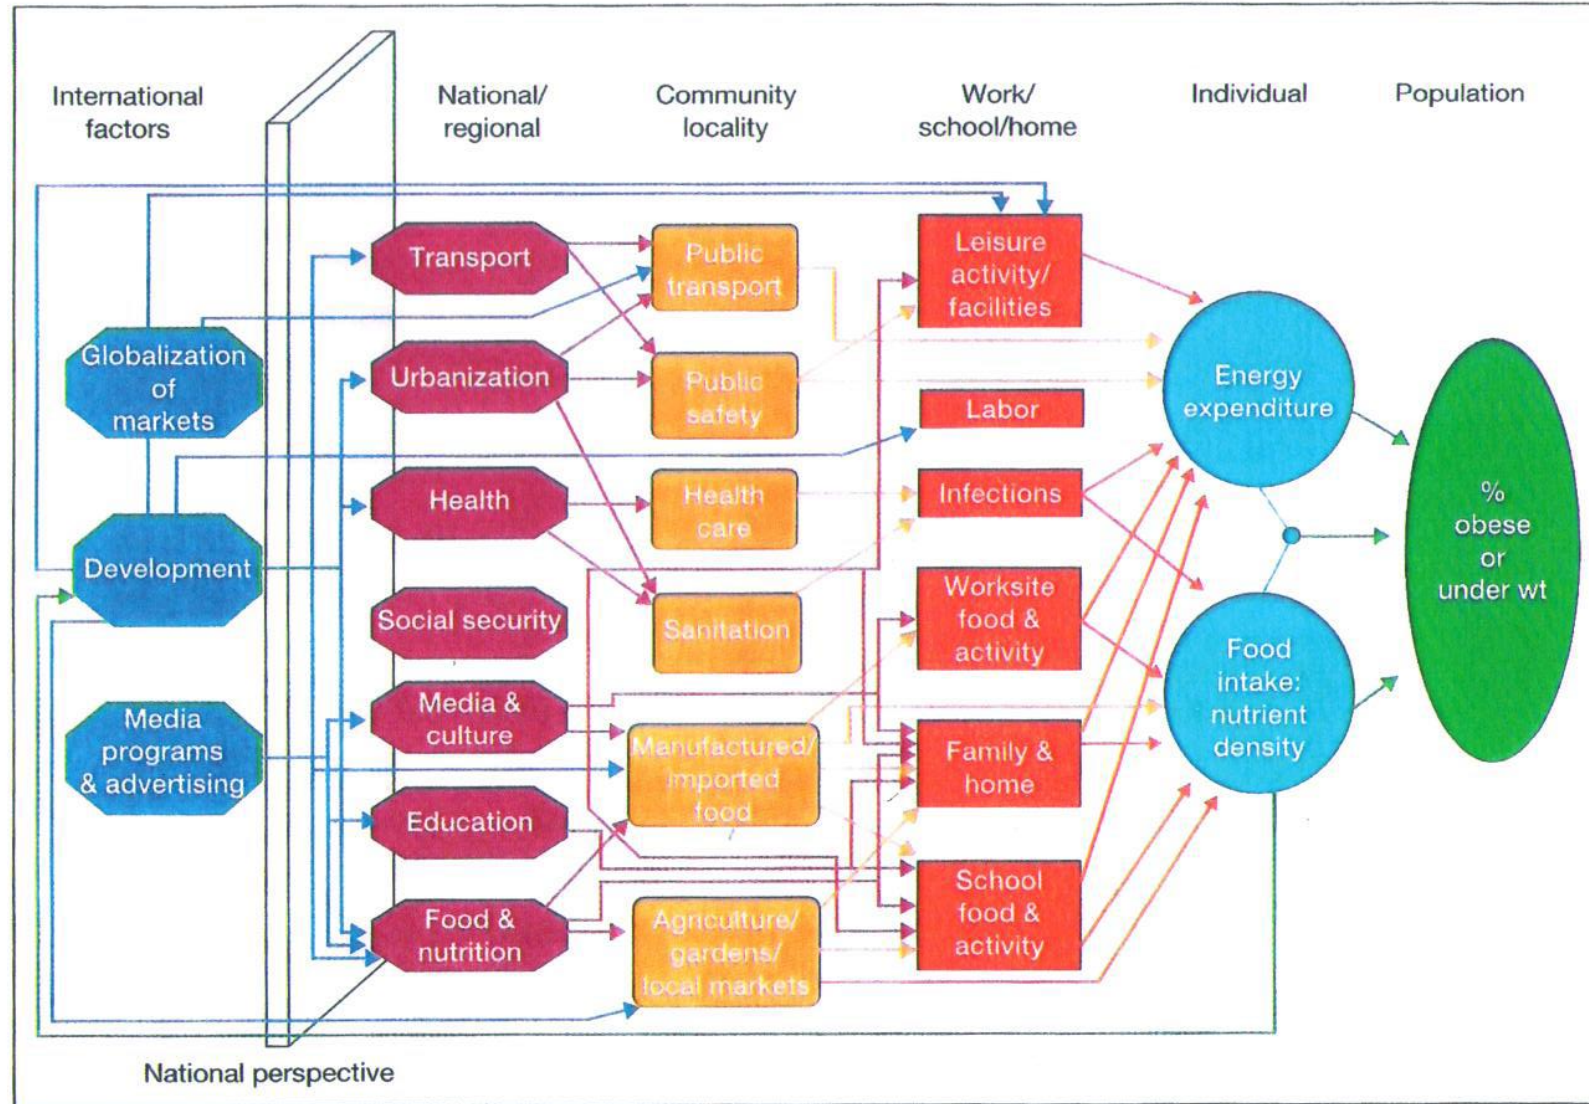 International
factors
National/
regional
Community
locality
Work/
school/home
Individual
Population
Globalization
of
markets
Development
Media
programs
& advertising
Transport
Urbanization
Health
Social security
Media &
culture
Education
Food &
nutrition
Public
transport
Public
safety
Health
care
Sanitation
Manufactured/
imported
food
Agriculture/
gardens/
local markets
Leisure
activity/
facilities
Labor
Infections
Worksite
food &
activity
Family &
home
School
food &
activity
Energy
expenditure
Food
intake:
nutrient
density
%
obese
or
under wt
National perspective